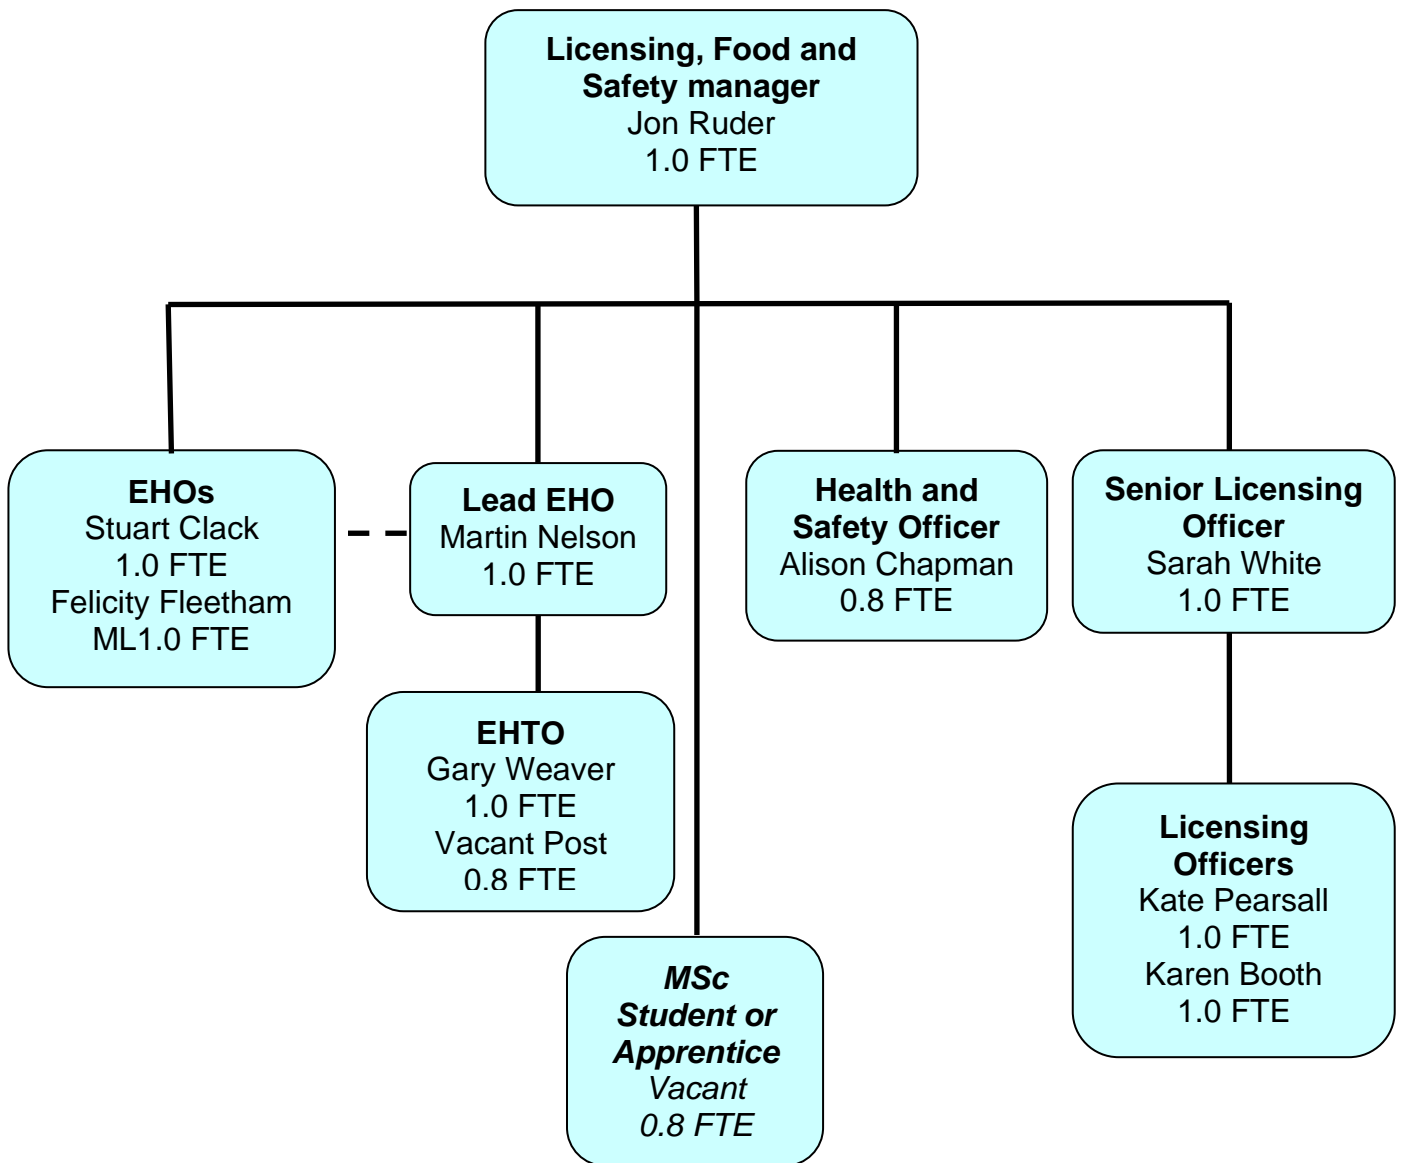 Licensing, Food and
Safety manager
Jon Ruder
1.0 FTE
EHOs
Stuart Clack
1.0 FTE
Felicity Fleetham
ML1.0 FTE
Lead EHO
Martin Nelson
1.0 FTE
Health and
Safety Officer
Alison Chapman
0.8 FTE
Senior Licensing
Officer
Sarah White
1.0 FTE
EHTO
Gary Weaver
1.0 FTE
Vacant Post
0.8 FTE
Licensing
Officers
Kate Pearsall
1.0 FTE
Karen Booth
1.0 FTE
MSc
Student or
Apprentice
Vacant
0.8 FTE